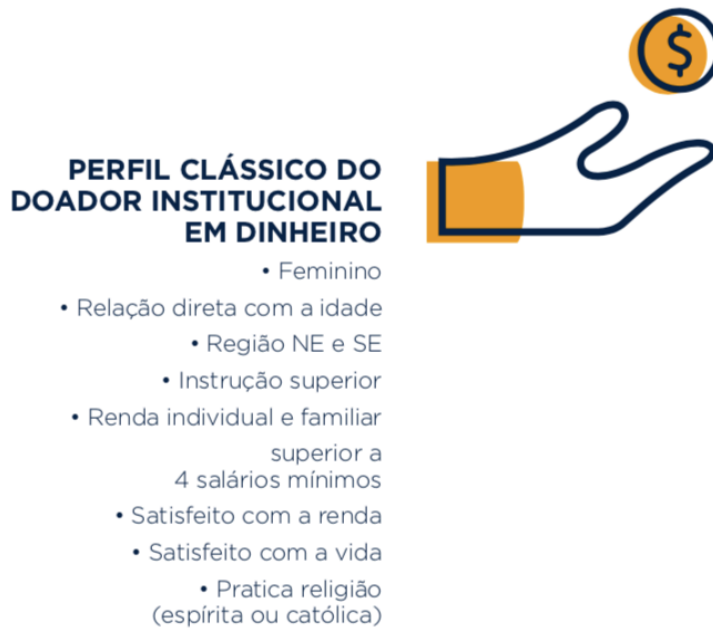 $
PERFIL CLÁSSICO DO
DOADOR INSTITUCIONAL
EM DINHEIRO
• Feminino
• Relação direta com a idade
• Região NE e SE
• Instrução superior
• Renda individual e familiar
superior a
4 salários mínimos
• Satisfeito com a renda
• Satisfeito com a vida
• Pratica religião
(espírita ou católica)